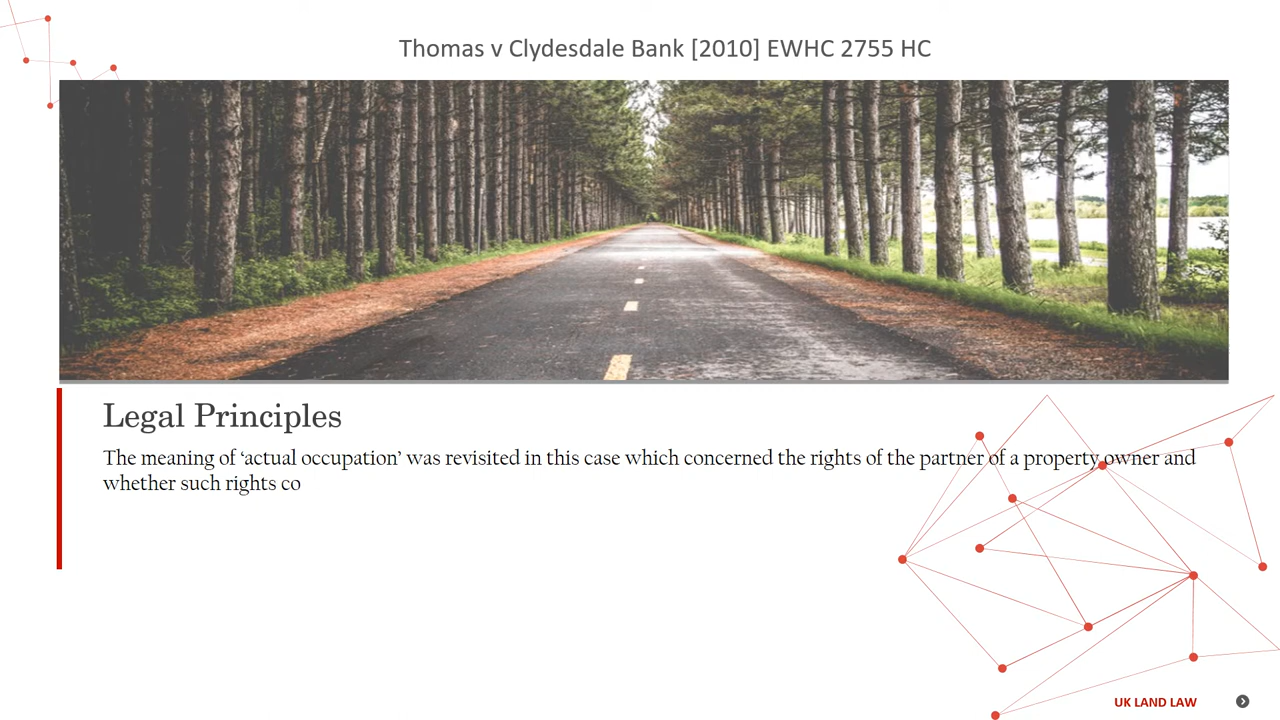 Thomas v Clydesdale Bank [2010] EWHC 2755 HC
Legal Principles
The meaning of ‘actual occupation’ was revisited in this case which concerned the rights of the partner of a property owner and
whether such rights co
UK LAND LAW